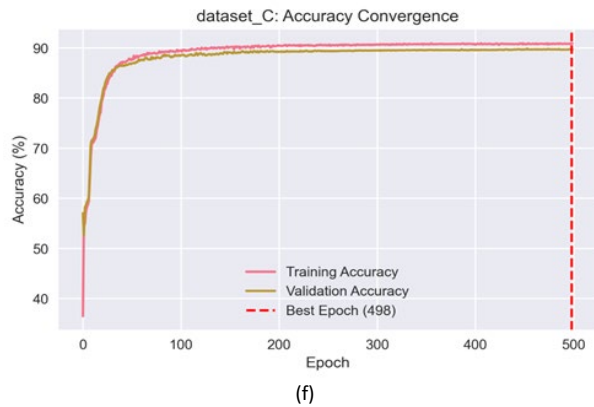 dataset_C: Accuracy Convergence
90
80
70
60
50
40
Accuracy (%)
Training Accuracy
Validation Accuracy
Best Epoch (498)
0 100 200 300 400 500
Epoch
(f)